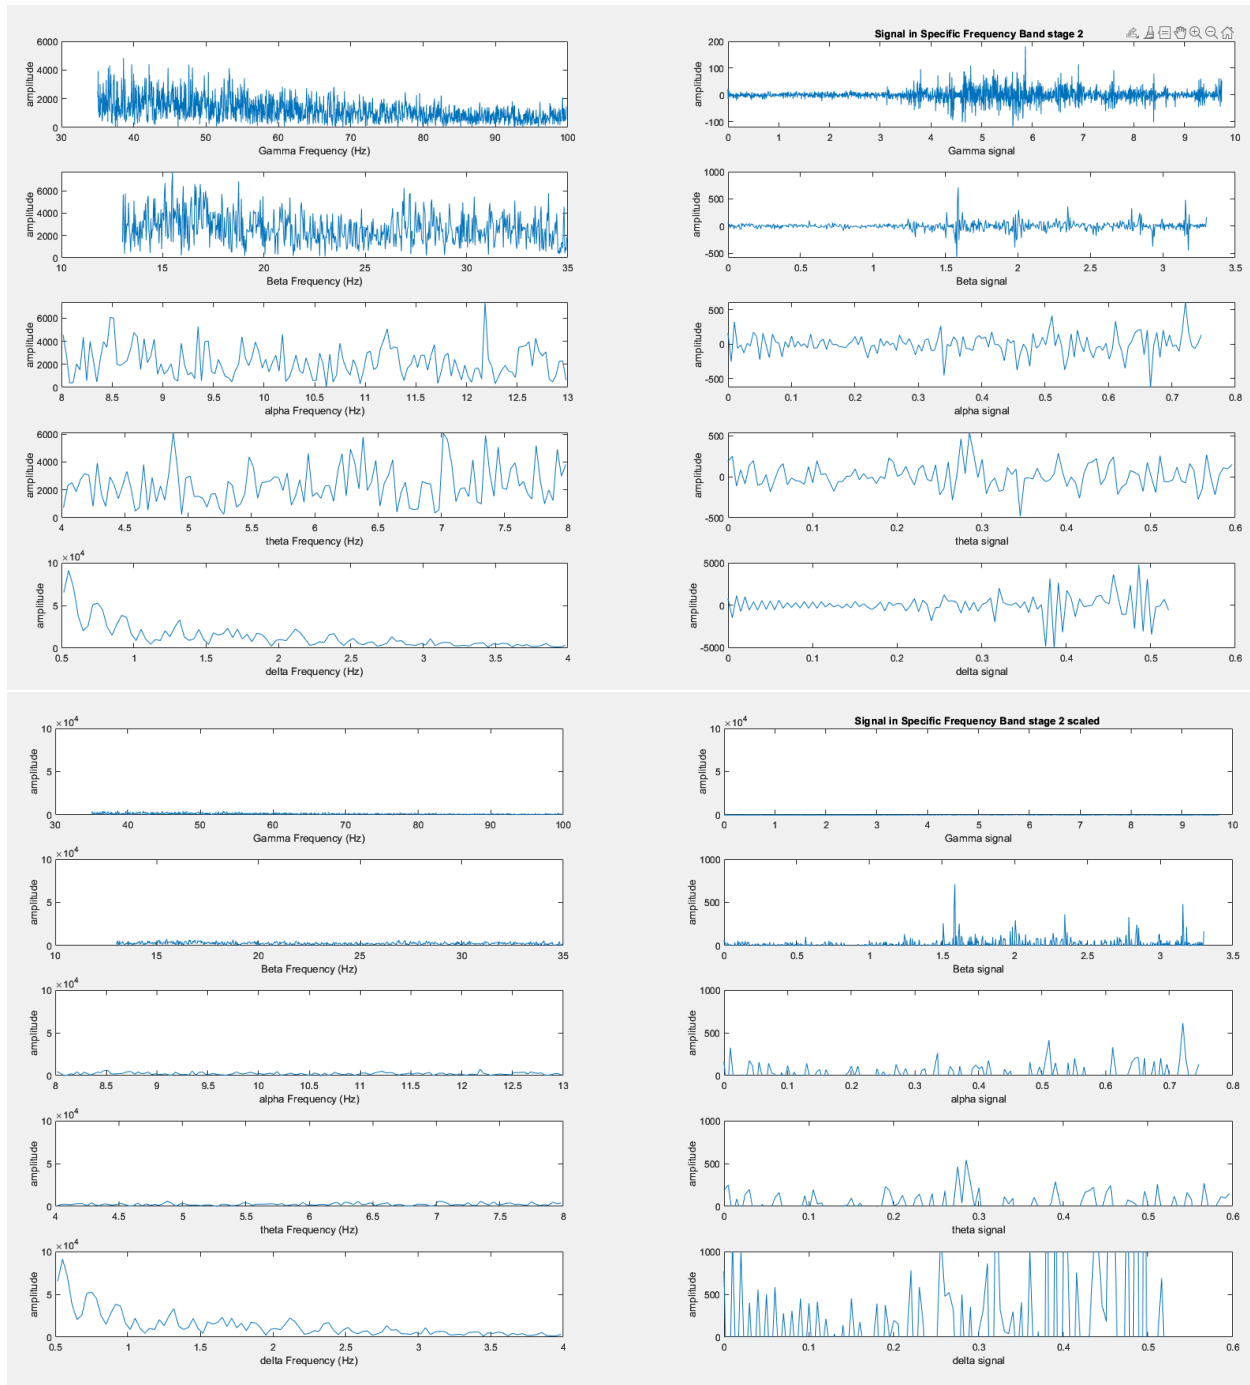 Signal in Specific Frequency Band stage 2
6000
4000
2000
0
amplitude
30 40 50 60 70 80 90 100
Gamma Frequency (Hz)
200
100
0
-100
amplitude
0 1 2 3 4 5 6 7 8 9 10
Gamma signal
6000
4000
2000
0
amplitude
10 15 20 25 30 35
Beta Frequency (Hz)
1000
500
0
-500
amplitude
0 0.5 1 1.5 2 2.5 3 3.5
Beta signal
6000
4000
2000
0
amplitude
8 8.5 9 9.5 10 10.5 11 11.5 12 12.5 13
alpha Frequency (Hz)
500
0
-500
amplitude
0 0.1 0.2 0.3 0.4 0.5 0.6 0.7 0.8
alpha signal
6000
4000
2000
0
amplitude
4 4.5 5 5.5 6 6.5 7 7.5 8
theta Frequency (Hz)
500
0
-500
amplitude
0 0.1 0.2 0.3 0.4 0.5 0.6
theta signal
×10^4
10
5
0
amplitude
0.5 1 1.5 2 2.5 3 3.5 4
delta Frequency (Hz)
5000
0
-5000
amplitude
0 0.1 0.2 0.3 0.4 0.5 0.6
delta signal
Signal in Specific Frequency Band stage 2 scaled
×10^4
10
5
0
amplitude
30 40 50 60 70 80 90 100
Gamma Frequency (Hz)
×10^4
10
5
0
amplitude
0 1 2 3 4 5 6 7 8 9 10
Gamma signal
×10^4
10
5
0
amplitude
10 15 20 25 30 35
Beta Frequency (Hz)
1000
500
0
amplitude
0 0.5 1 1.5 2 2.5 3 3.5
Beta signal
×10^4
10
5
0
amplitude
8 8.5 9 9.5 10 10.5 11 11.5 12 12.5 13
alpha Frequency (Hz)
1000
500
0
amplitude
0 0.1 0.2 0.3 0.4 0.5 0.6 0.7 0.8
alpha signal
×10^4
10
5
0
amplitude
4 4.5 5 5.5 6 6.5 7 7.5 8
theta Frequency (Hz)
1000
500
0
amplitude
0 0.1 0.2 0.3 0.4 0.5 0.6
theta signal
×10^4
10
5
0
amplitude
0.5 1 1.5 2 2.5 3 3.5 4
delta Frequency (Hz)
1000
500
0
amplitude
0 0.1 0.2 0.3 0.4 0.5 0.6
delta signal